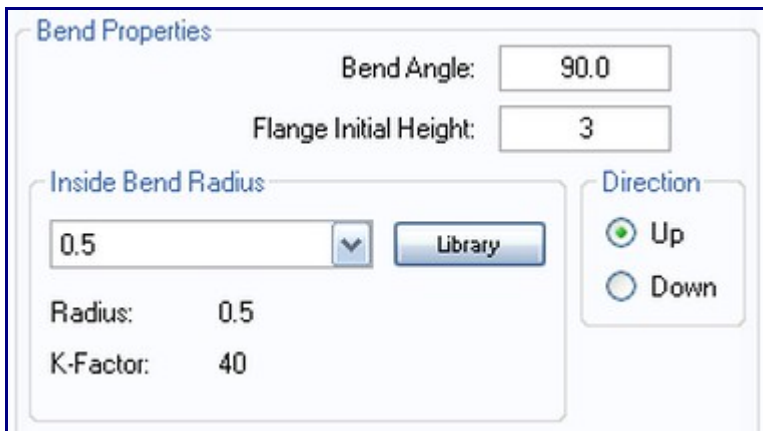 Bend Properties
Bend Angle: 90.0
Flange Initial Height: 3
Inside Bend Radius
0.5 Library
Radius: 0.5
K-Factor: 40
Direction
Up
Down